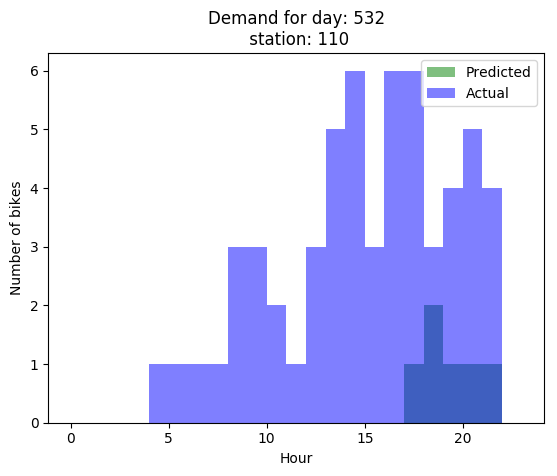 Demand for day: 532
station: 110
Predicted
Actual
Number of bikes
6
5
4
3
2
1
0
0
5
10
15
20
Hour